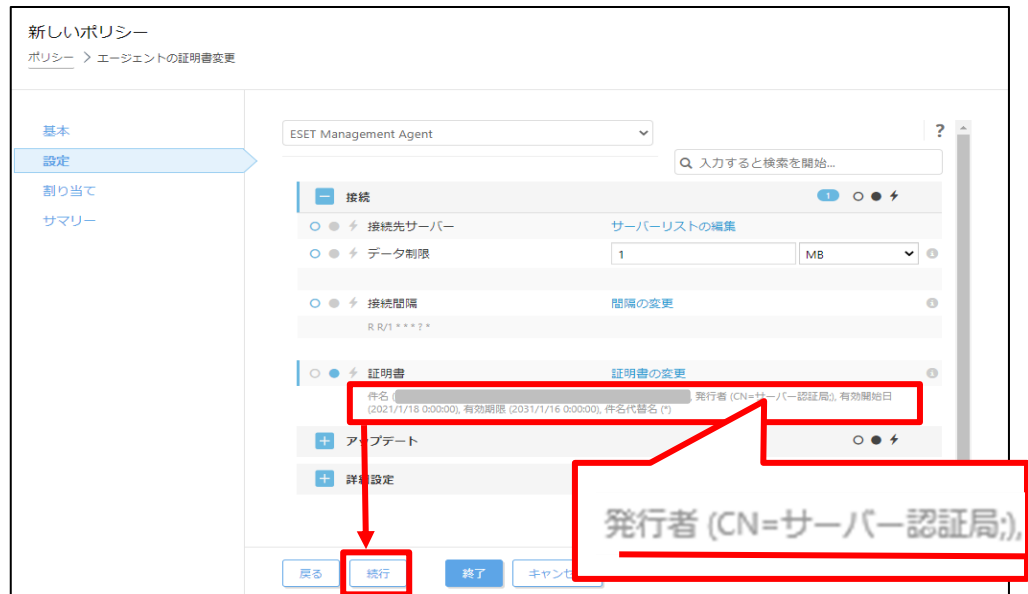 新しいポリシー
ポリシー > エージェントの証明書変更
基本
設定
割り当て
サマリー
ESET Management Agent
?
入力すると検索を開始...
接続
1
接続先サーバー
サーバーリストの編集
データ制限
1
MB
接続間隔
間隔の変更
R R/1 * * * ? *
証明書
証明書の変更
件名 (
, 発行者 (CN=サーバー認証局;), 有効開始日
(2021/1/18 0:00:00), 有効期限 (2031/1/16 0:00:00), 件名代替名 (*)
アップデート
詳細設定
発行者 (CN=サーバー認証局;),
戻る
続行
終了